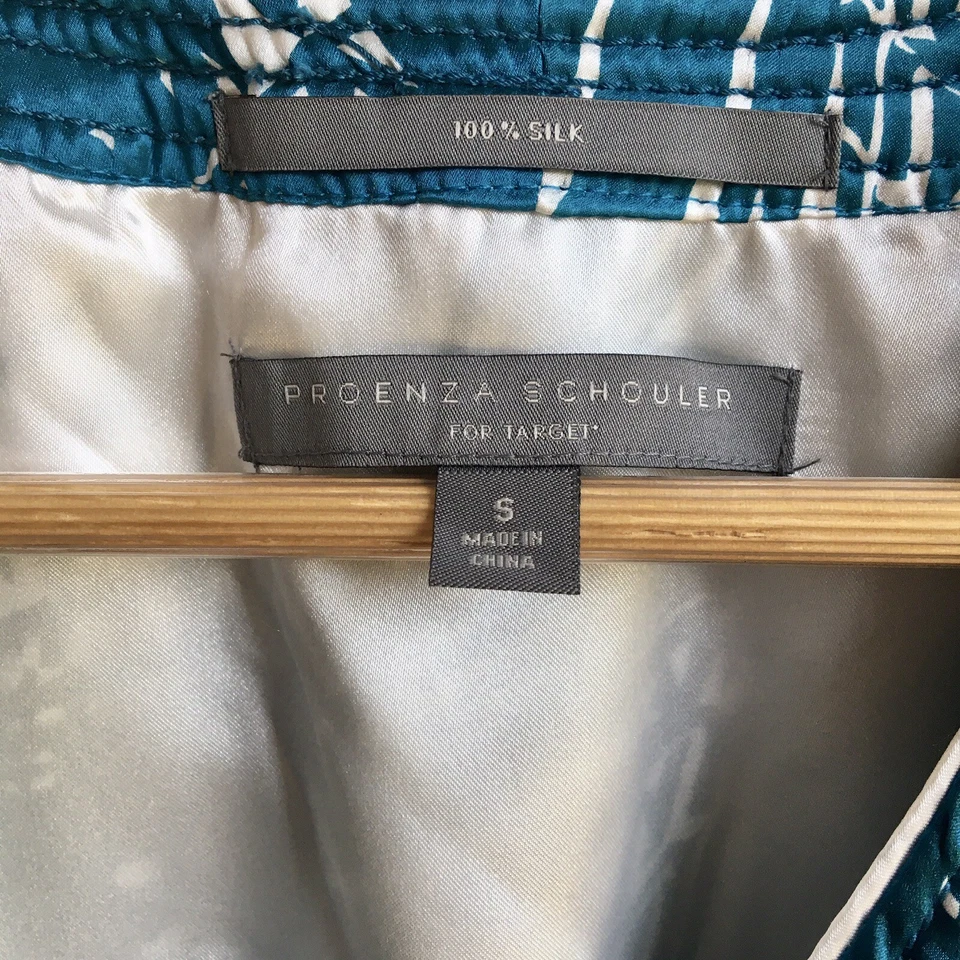 100% SILK
PROENZA SCHOULER
FOR TARGET*
S
MADE IN
CHINA